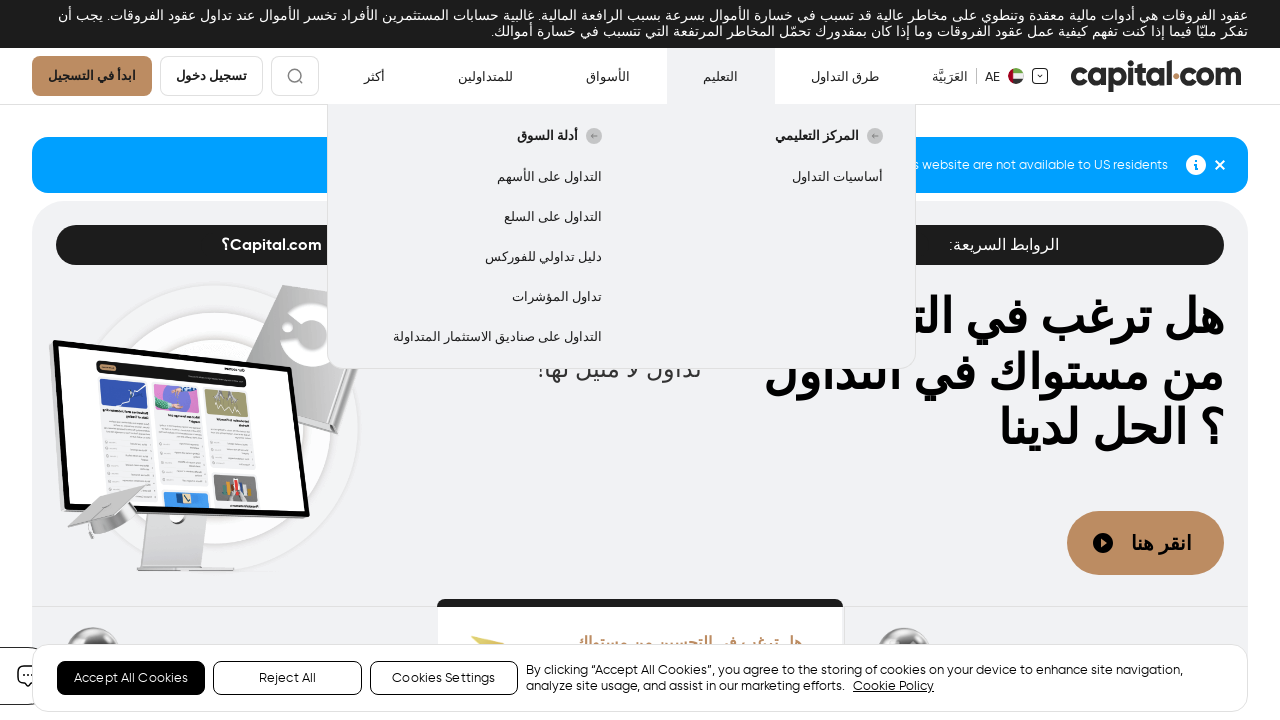 عقود الفروقات هي أدوات مالية معقدة وتنطوي على مخاطر عالية قد تسبب في خسارة الأموال بسرعة بسبب الرافعة المالية. غالبية حسابات المستثمرين الأفراد تخسر الأموال عند تداول عقود الفروقات. يجب أن
تفكر مليّا فيما إذا كنت تفهم كيفية عمل عقود الفروقات وما إذا كان بمقدورك تحمّل المخاطر المرتفعة التي تتسبب في خسارة أموالك.
capital.com
AE
العَرَبيَّة
طرق التداول
التعليم
الأسواق
للمتداولين
أكثر
تسجيل دخول
ابدأ في التسجيل
المركز التعليمي
أساسيات التداول
أدلة السوق
التداول على الأسهم
التداول على السلع
دليل تداولي للفوركس
تداول المؤشرات
التداول على صناديق الاستثمار المتداولة
website are not available to US residents
الروابط السريعة:
Capital.com؟
هل ترغب في
من مستواك في التداول
؟ الحل لدينا
تداول لا مثيل لها!
انقر هنا
هل ترغب في التحسين من مستواك
Accept All Cookies
Reject All
Cookies Settings
By clicking “Accept All Cookies”, you agree to the storing of cookies on your device to enhance site navigation,
analyze site usage, and assist in our marketing efforts. Cookie Policy